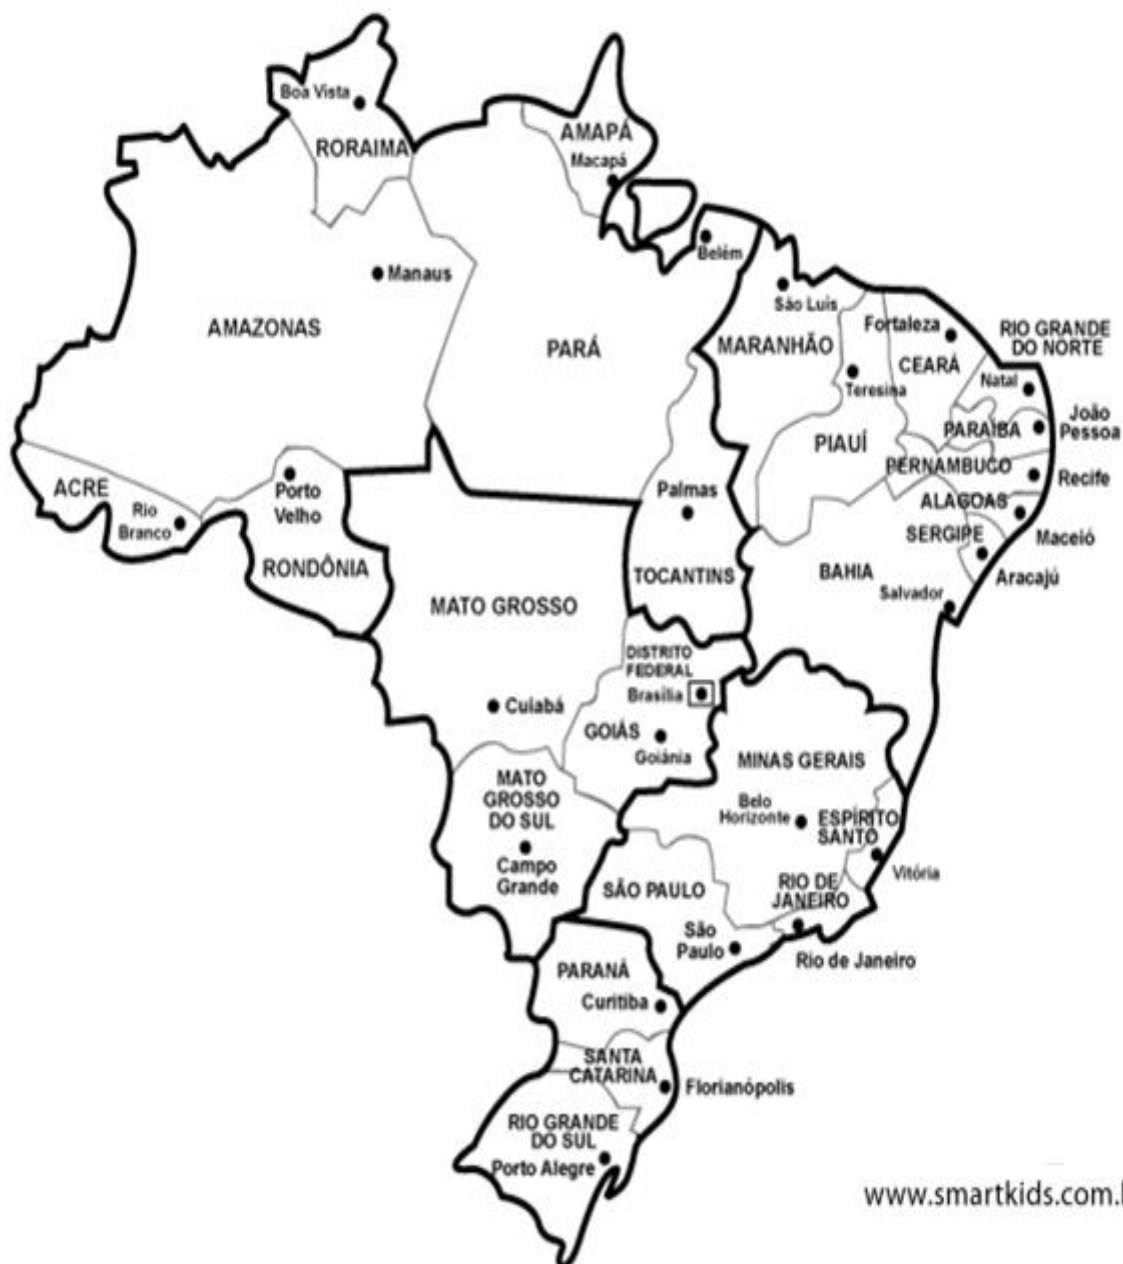 Boa Vista
RORAIMA
AMAPÁ
Macapá
Belém
Manaus
AMAZONAS
PARÁ
São Luís
MARANHÃO
Fortaleza
CEARÁ
RIO GRANDE
DO NORTE
Teresina
Natal
PIAUÍ
PARAÍBA
João
Pessoa
PERNAMBUCO
Recife
ACRE
Rio
Branco
Porto
Velho
RONDÔNIA
Palmas
TOCANTINS
ALAGOAS
Maceió
SERGIPE
Aracajú
BAHIA
Salvador
MATO GROSSO
Cuiabá
DISTRITO
FEDERAL
Brasília
GOIÁS
Goiânia
MATO
GROSSO
DO SUL
Campo
Grande
MINAS GERAIS
Belo
Horizonte
ESPÍRITO
SANTO
Vitória
SÃO PAULO
São
Paulo
RIO DE
JANEIRO
Rio de Janeiro
PARANÁ
Curitiba
SANTA
CATARINA
Florianópolis
RIO GRANDE
DO SUL
Porto Alegre
www.smartkids.com.b